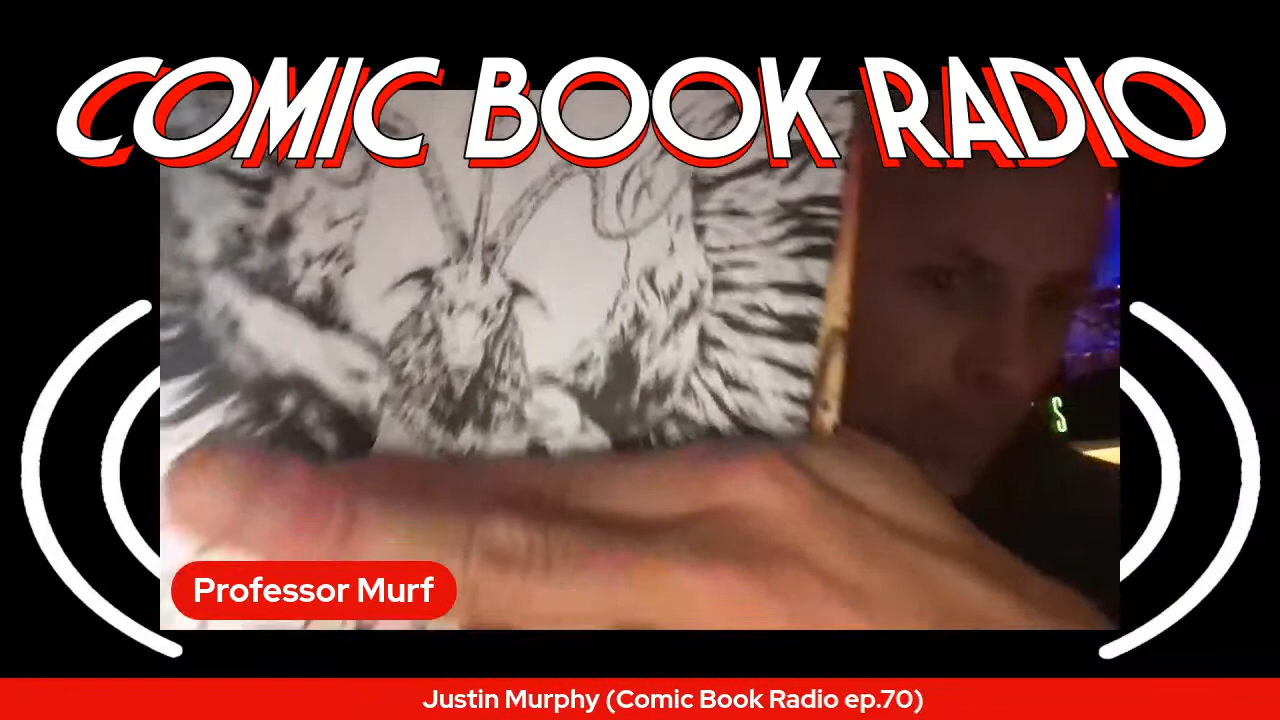 COMIC BOOK RADIO
S
Professor Murf
Justin Murphy (Comic Book Radio ep.70)